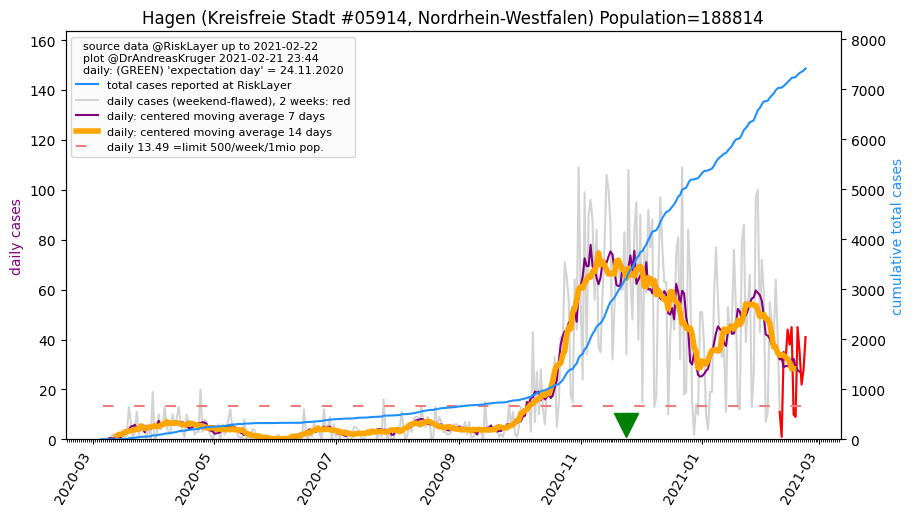 Hagen (Kreisfreie Stadt #05914, Nordrhein-Westfalen) Population=188814
source data @RiskLayer up to 2021-02-22
plot @DrAndreasKruger 2021-02-21 23:44
daily: (GREEN) 'expectation day' = 24.11.2020
total cases reported at RiskLayer
daily cases (weekend-flawed), 2 weeks: red
daily: centered moving average 7 days
daily: centered moving average 14 days
daily 13.49 =limit 500/week/1mio pop.
daily cases
160
140
120
100
80
60
40
20
0
cumulative total cases
8000
7000
6000
5000
4000
3000
2000
1000
0
2020-03
2020-05
2020-07
2020-09
2020-11
2021-01
2021-03